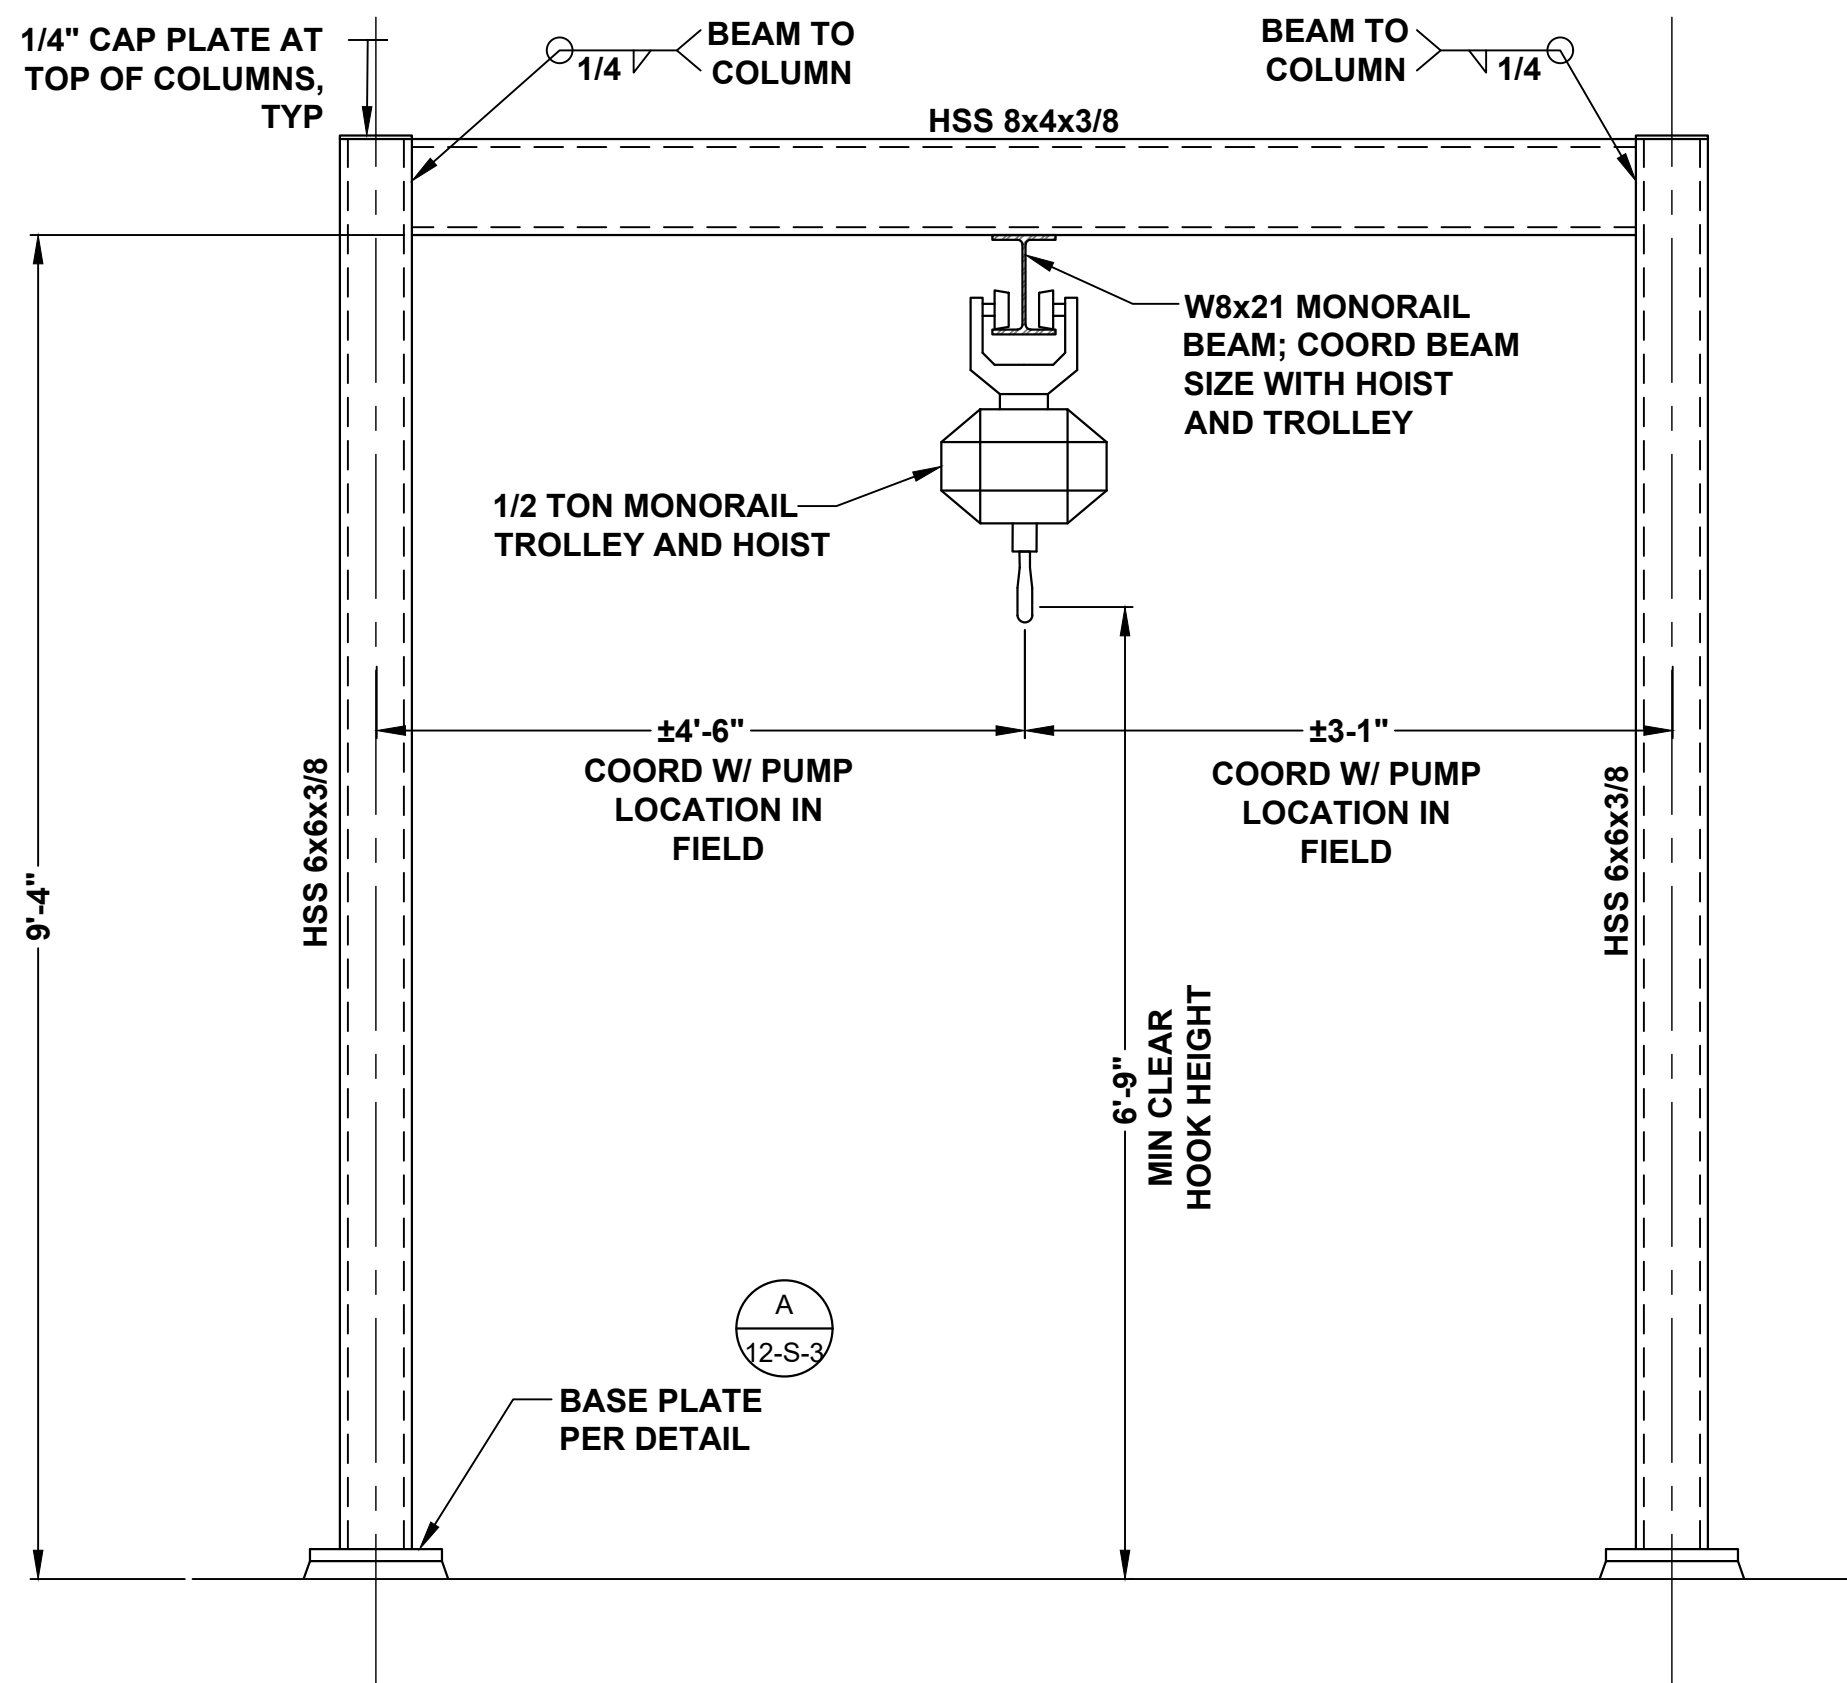 1/4" CAP PLATE AT
TOP OF COLUMNS,
TYP
1/4
BEAM TO
COLUMN
BEAM TO
COLUMN
1/4
HSS 8x4x3/8
W8x21 MONORAIL
BEAM; COORD BEAM
SIZE WITH HOIST
AND TROLLEY
1/2 TON MONORAIL
TROLLEY AND HOIST
±4'-6"
COORD W/ PUMP
LOCATION IN
FIELD
±3-1"
COORD W/ PUMP
LOCATION IN
FIELD
HSS 6x6x3/8
HSS 6x6x3/8
9'-4"
6'-9"
MIN CLEAR
HOOK HEIGHT
A
12-S-3
BASE PLATE
PER DETAIL